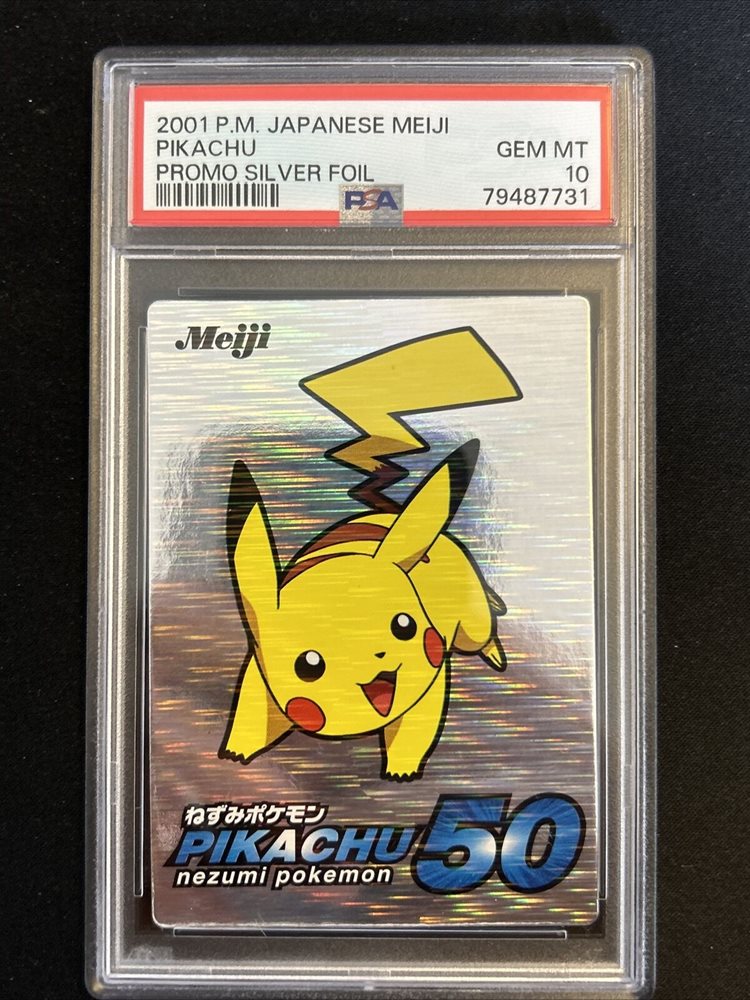 2001 P.M. JAPANESE MEIJI
PIKACHU GEM MT
PROMO SILVER FOIL 10
PSA 79487731
Meiji
ねずみポケモン
PIKACHU 50
nezumi pokemon